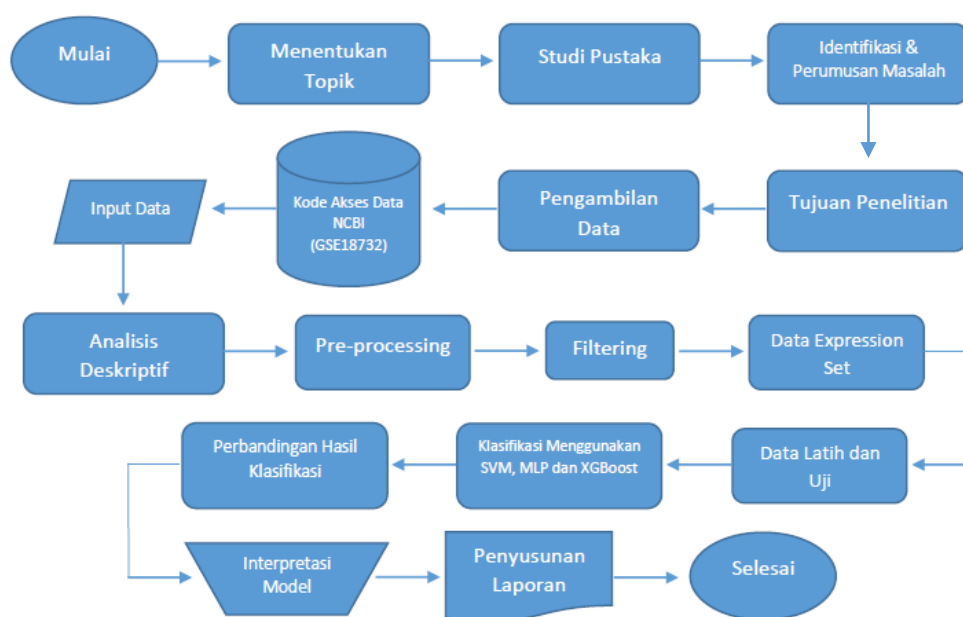 Mulai
Menentukan
Topik
Studi Pustaka
Identifikasi &
Perumusan Masalah
Tujuan Penelitian
Pengambilan
Data
Kode Akses Data
NCBI
(GSE18732)
Input Data
Analisis
Deskriptif
Pre-processing
Filtering
Data Expression
Set
Data Latih dan
Uji
Klasifikasi Menggunakan
SVM, MLP dan XGBoost
Perbandingan Hasil
Klasifikasi
Interpretasi
Model
Penyusunan
Laporan
Selesai